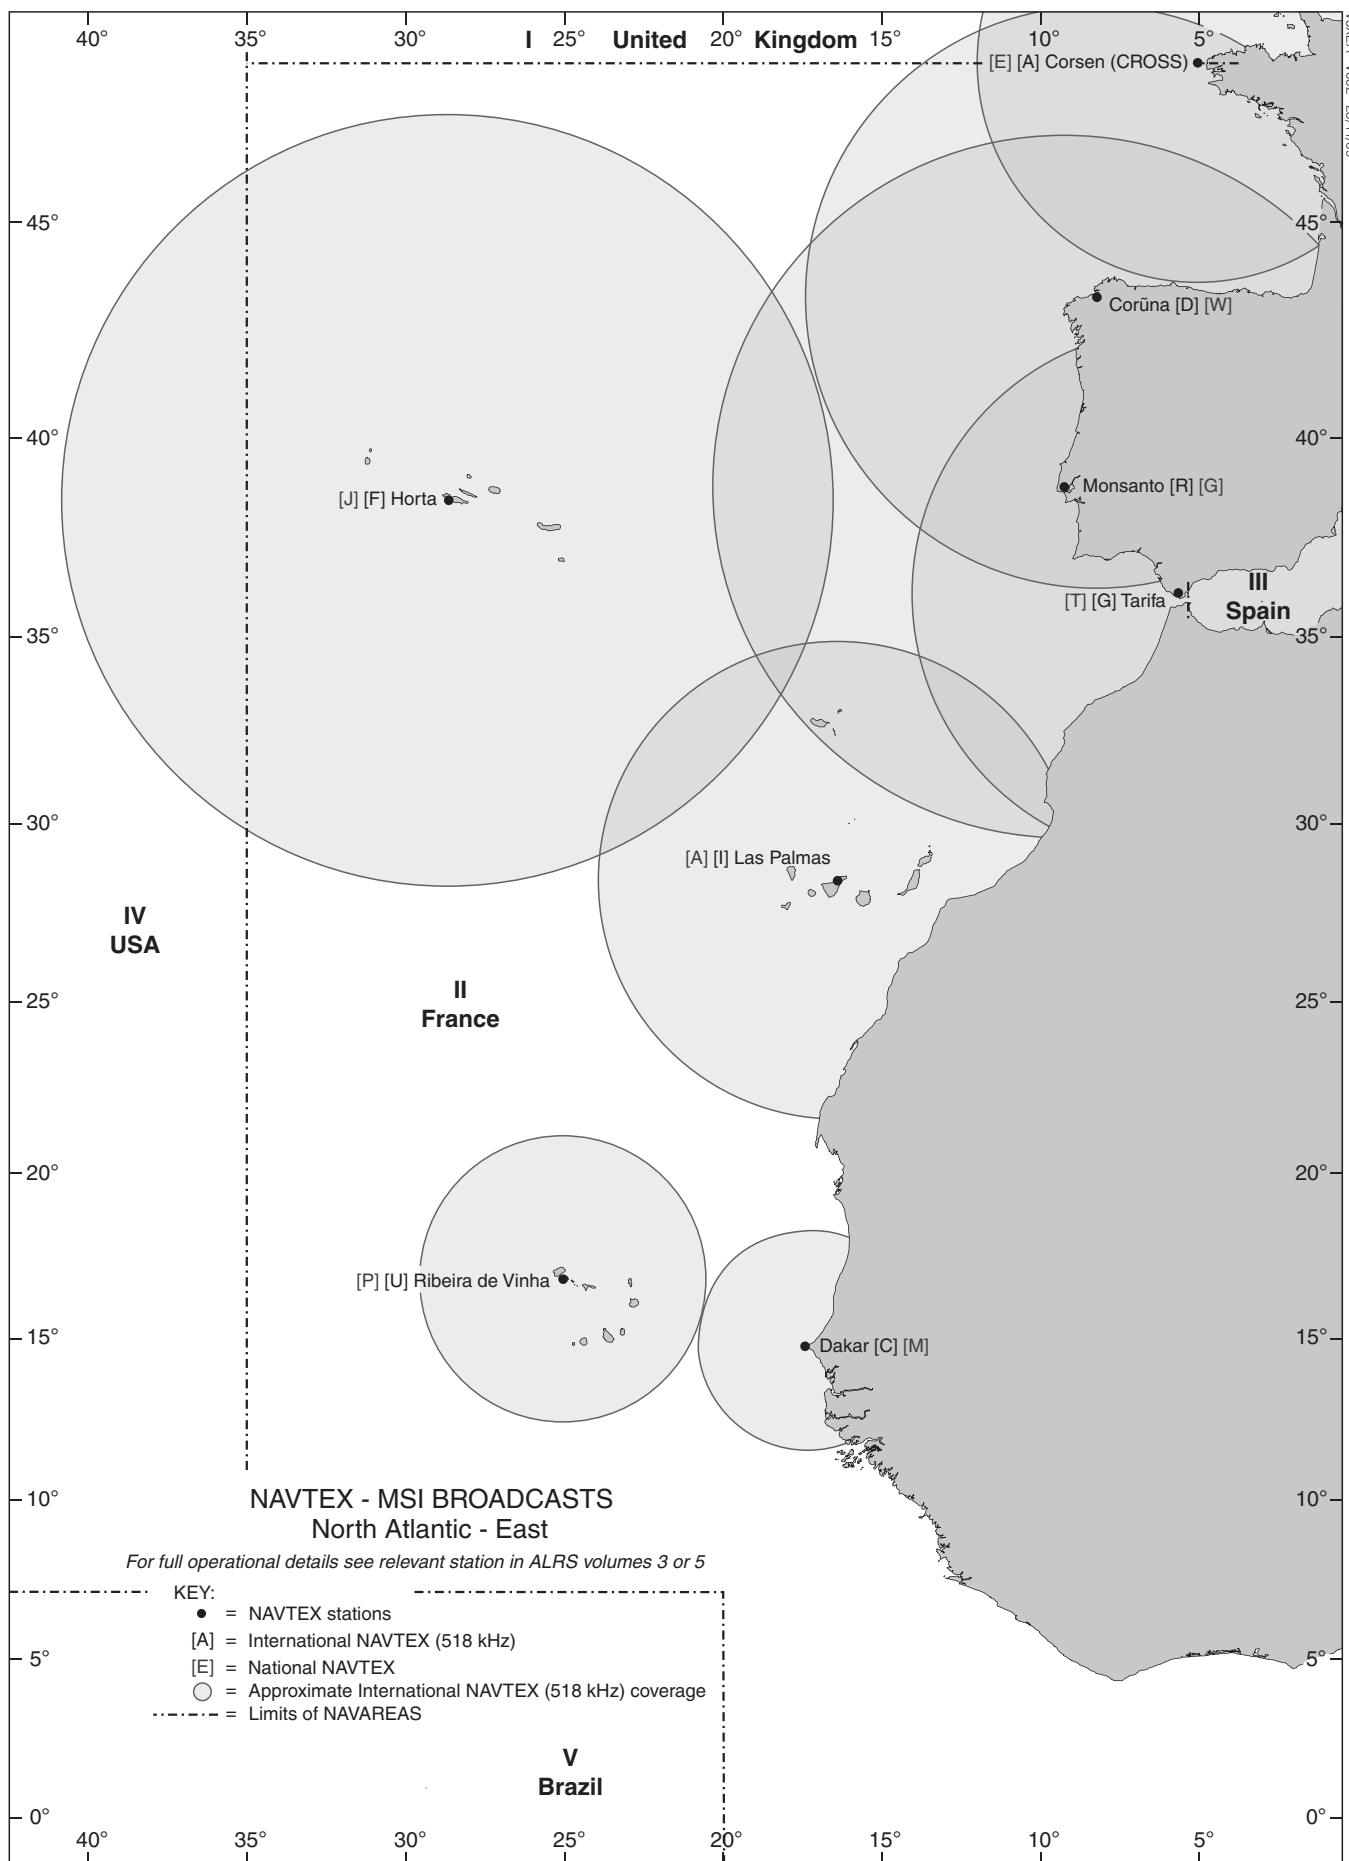 40° 35° 30° I 25° United 20° Kingdom 15° 10° 5°
[E] [A] Corsen (CROSS)
45° 45°
Corũna [D] [W]
40° 40°
[J] [F] Horta
Monsanto [R] [G]
III
[T] [G] Tarifa
Spain
35° 35°
30° 30°
[A] [I] Las Palmas
IV
USA
II
25° 25°
France
20° 20°
[P] [U] Ribeira de Vinha
15° 15°
Dakar [C] [M]
10° 10°
NAVTEX - MSI BROADCASTS
North Atlantic - East
For full operational details see relevant station in ALRS volumes 3 or 5
KEY:
= NAVTEX stations
[A] = International NAVTEX (518 kHz)
5° 5°
[E] = National NAVTEX
= Approximate International NAVTEX (518 kHz) coverage
= Limits of NAVAREAS
V
Brazil
0° 0°
40° 35° 30° 25° 20° 15° 10° 5°